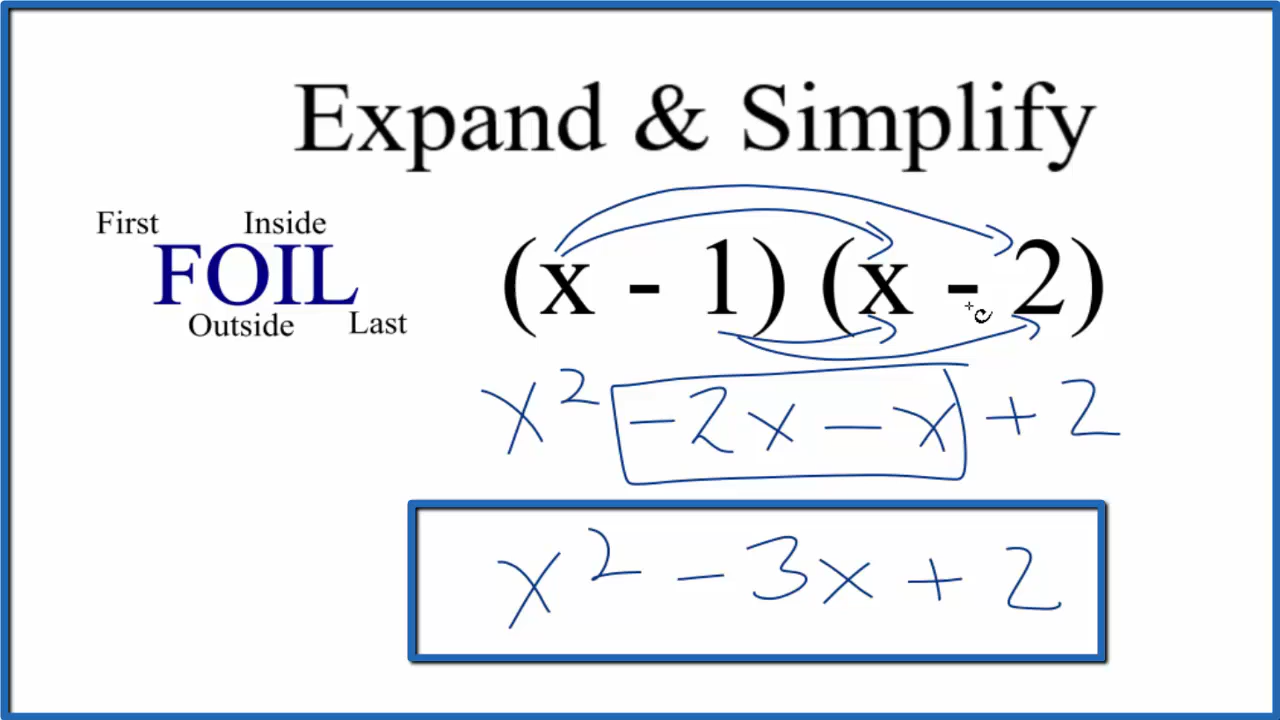 Expand & Simplify
First Inside
FOIL
Outside Last
(x - 1) (x - 2)
x² - 2x - x + 2
x² - 3x + 2